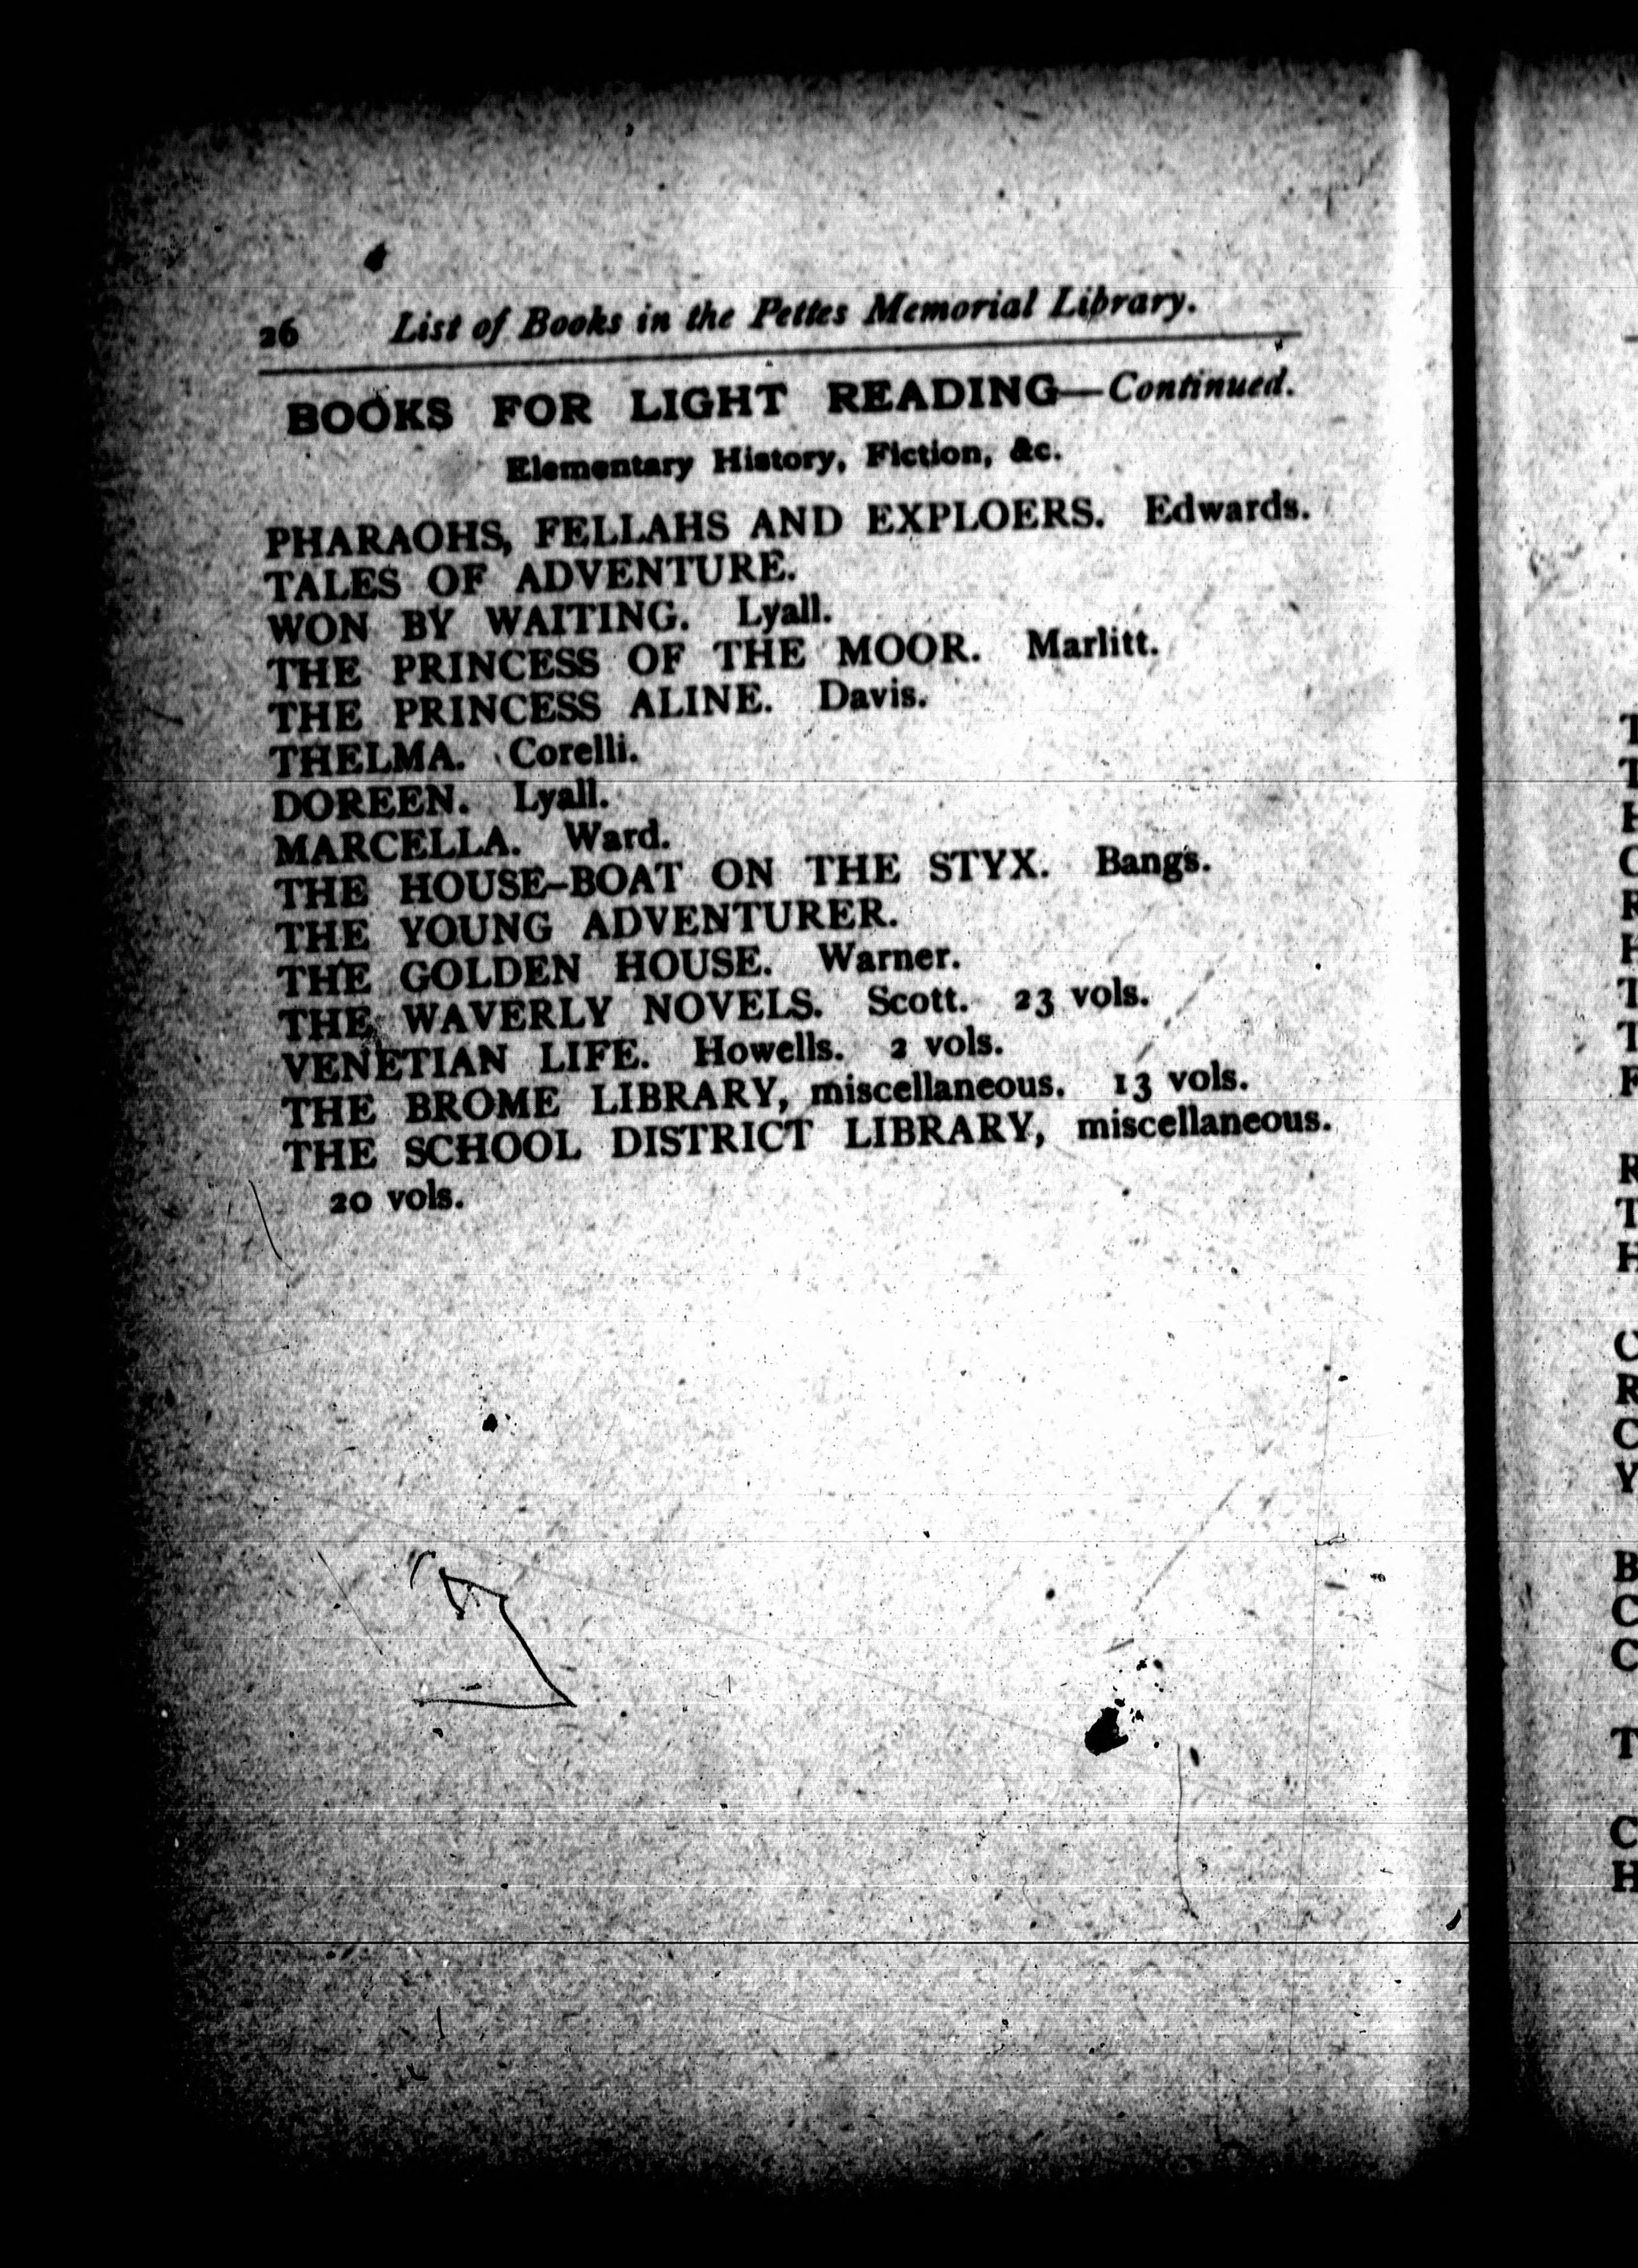 26 List of Books in the Pettes Memorial Library.
BOOKS FOR LIGHT READING—Continued.
Elementary History, Fiction, &c.
PHARAOHS, FELLAHS AND EXPLOERS. Edwards.
TALES OF ADVENTURE.
WON BY WAITING. Lyall.
THE PRINCESS OF THE MOOR. Marlitt.
THE PRINCESS ALINE. Davis.
THELMA. Corelli.
DOREEN. Lyall.
MARCELLA. Ward.
THE HOUSE-BOAT ON THE STYX. Bangs.
THE YOUNG ADVENTURER.
THE GOLDEN HOUSE. Warner.
THE WAVERLY NOVELS. Scott. 23 vols.
VENETIAN LIFE. Howells. 2 vols.
THE BROME LIBRARY, miscellaneous. 13 vols.
THE SCHOOL DISTRICT LIBRARY, miscellaneous.
20 vols.